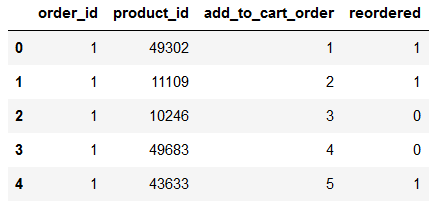 order_id product_id add_to_cart_order reordered
0 1 49302 1 1
1 1 11109 2 1
2 1 10246 3 0
3 1 49683 4 0
4 1 43633 5 1